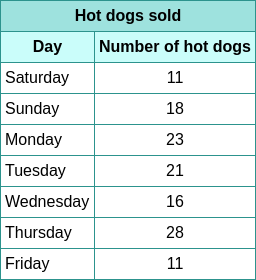 Hot dogs sold
Day Number of hot dogs
Saturday 11
Sunday 18
Monday 23
Tuesday 21
Wednesday 16
Thursday 28
Friday 11